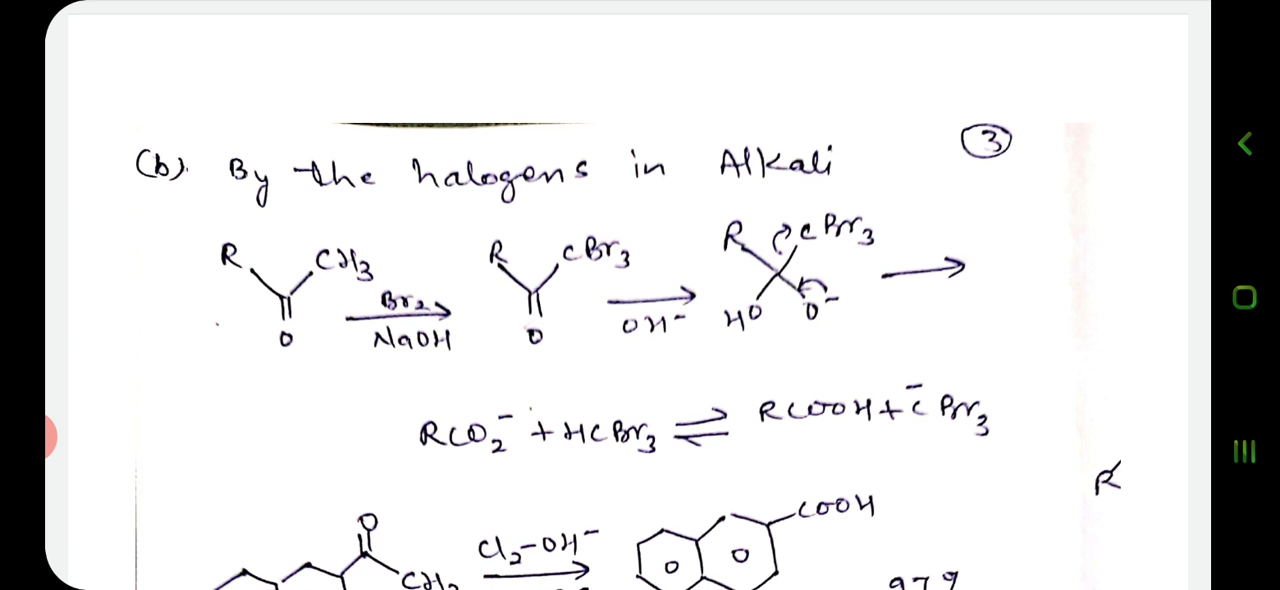 (b). By the halogens in Alkali
3
R CH3 Br2 NaOH R CBr3 OH- R CBr3
O O HO O-
RCO2- + HCBr3 ⇌ RCOOH + C̄Br3
R
O Cl2-OH- COOH
CH3